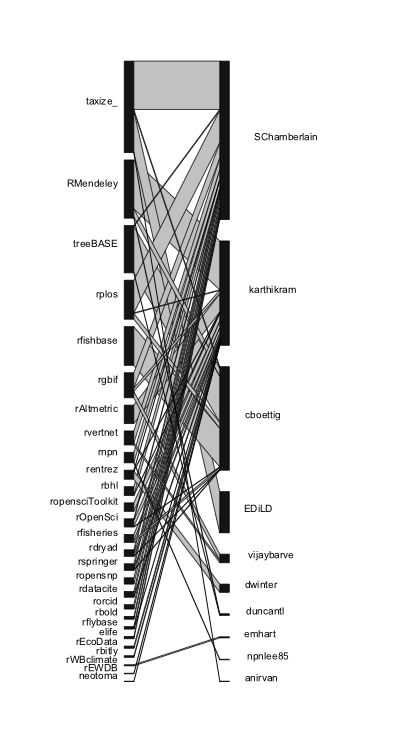 taxize_
RMendeley
treeBASE
rplos
rfishbase
rgbif
rAltmetric
rvertnet
rnpn
rentrez
rbhl
ropensciToolkit
rOpenSci
rfisheries
rdryad
rspringer
ropensnp
rdatacite
rorcid
rbold
rflybase
elife
rEcoData
rbitly
rWBclimate
rEWDB
neotoma
SChamberlain
karthikram
cboettig
EDiLD
vijaybarve
dwinter
duncantl
emhart
npnlee85
anirvan